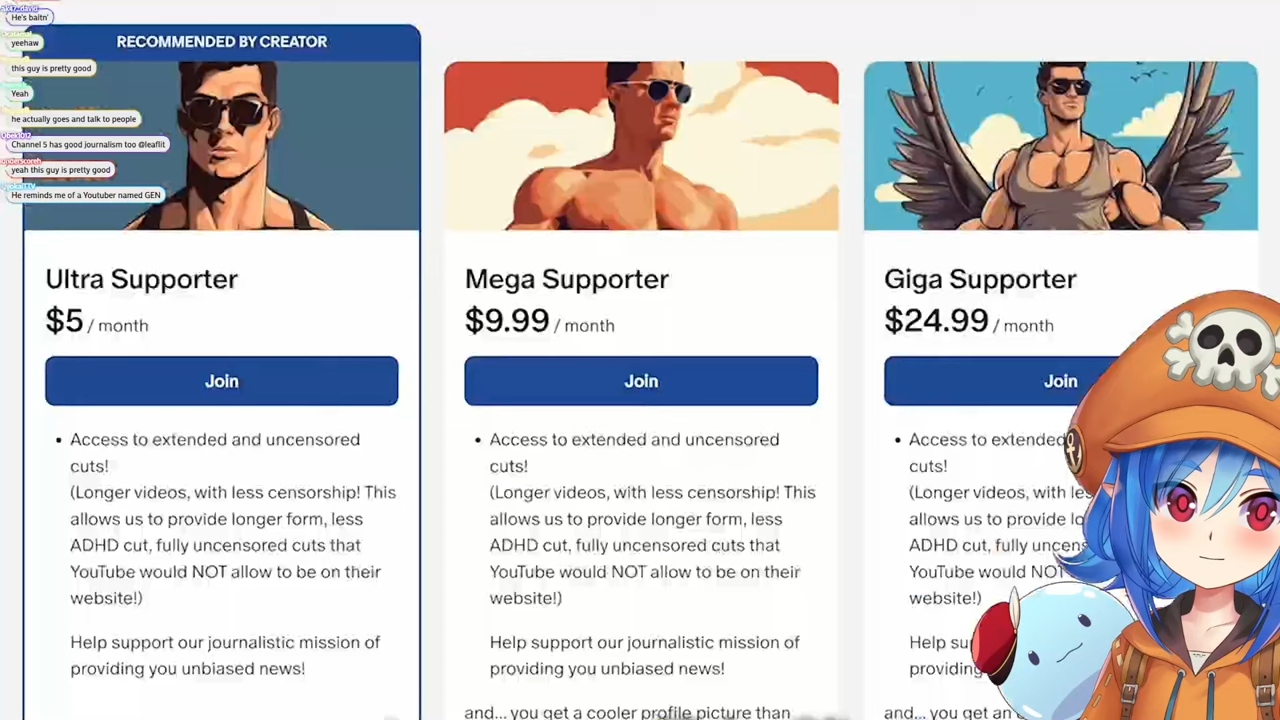 He's baitn'
yeehaw
this guy is pretty good
Yeah
he actually goes and talk to people
Ubek1012
Channel 5 has good journalism too @leaflit
yeah this guy is pretty good
He reminds me of a Youtuber named GEN
RECOMMENDED BY CREATOR
Ultra Supporter
$5 / month
Join
• Access to extended and uncensored
cuts!
(Longer videos, with less censorship! This
allows us to provide longer form, less
ADHD cut, fully uncensored cuts that
YouTube would NOT allow to be on their
website!)
Help support our journalistic mission of
providing you unbiased news!
Mega Supporter
$9.99 / month
Join
• Access to extended and uncensored
cuts!
(Longer videos, with less censorship! This
allows us to provide longer form, less
ADHD cut, fully uncensored cuts that
YouTube would NOT allow to be on their
website!)
Help support our journalistic mission of
providing you unbiased news!
and... you get a cooler profile picture than
Giga Supporter
$24.99 / month
Join
• Access to extended
cuts!
(Longer videos, with les
allows us to provide lo
ADHD cut, fully uncens
YouTube would NOT
website!)
Help su
providing
and... you get an